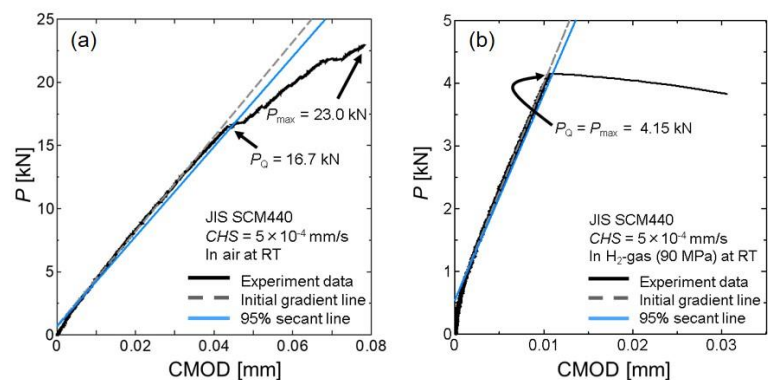 (a)
25
20
15
10
5
0
P [kN]
0
0.02
0.04
0.06
0.08
CMOD [mm]
Pmax = 23.0 kN
PQ = 16.7 kN
JIS SCM440
CHS = 5 × 10⁻⁴ mm/s
In air at RT
Experiment data
Initial gradient line
95% secant line
(b)
5
4
3
2
1
0
P [kN]
0
0.01
0.02
0.03
CMOD [mm]
PQ = Pmax = 4.15 kN
JIS SCM440
CHS = 5 × 10⁻⁴ mm/s
In H₂-gas (90 MPa) at RT
Experiment data
Initial gradient line
95% secant line